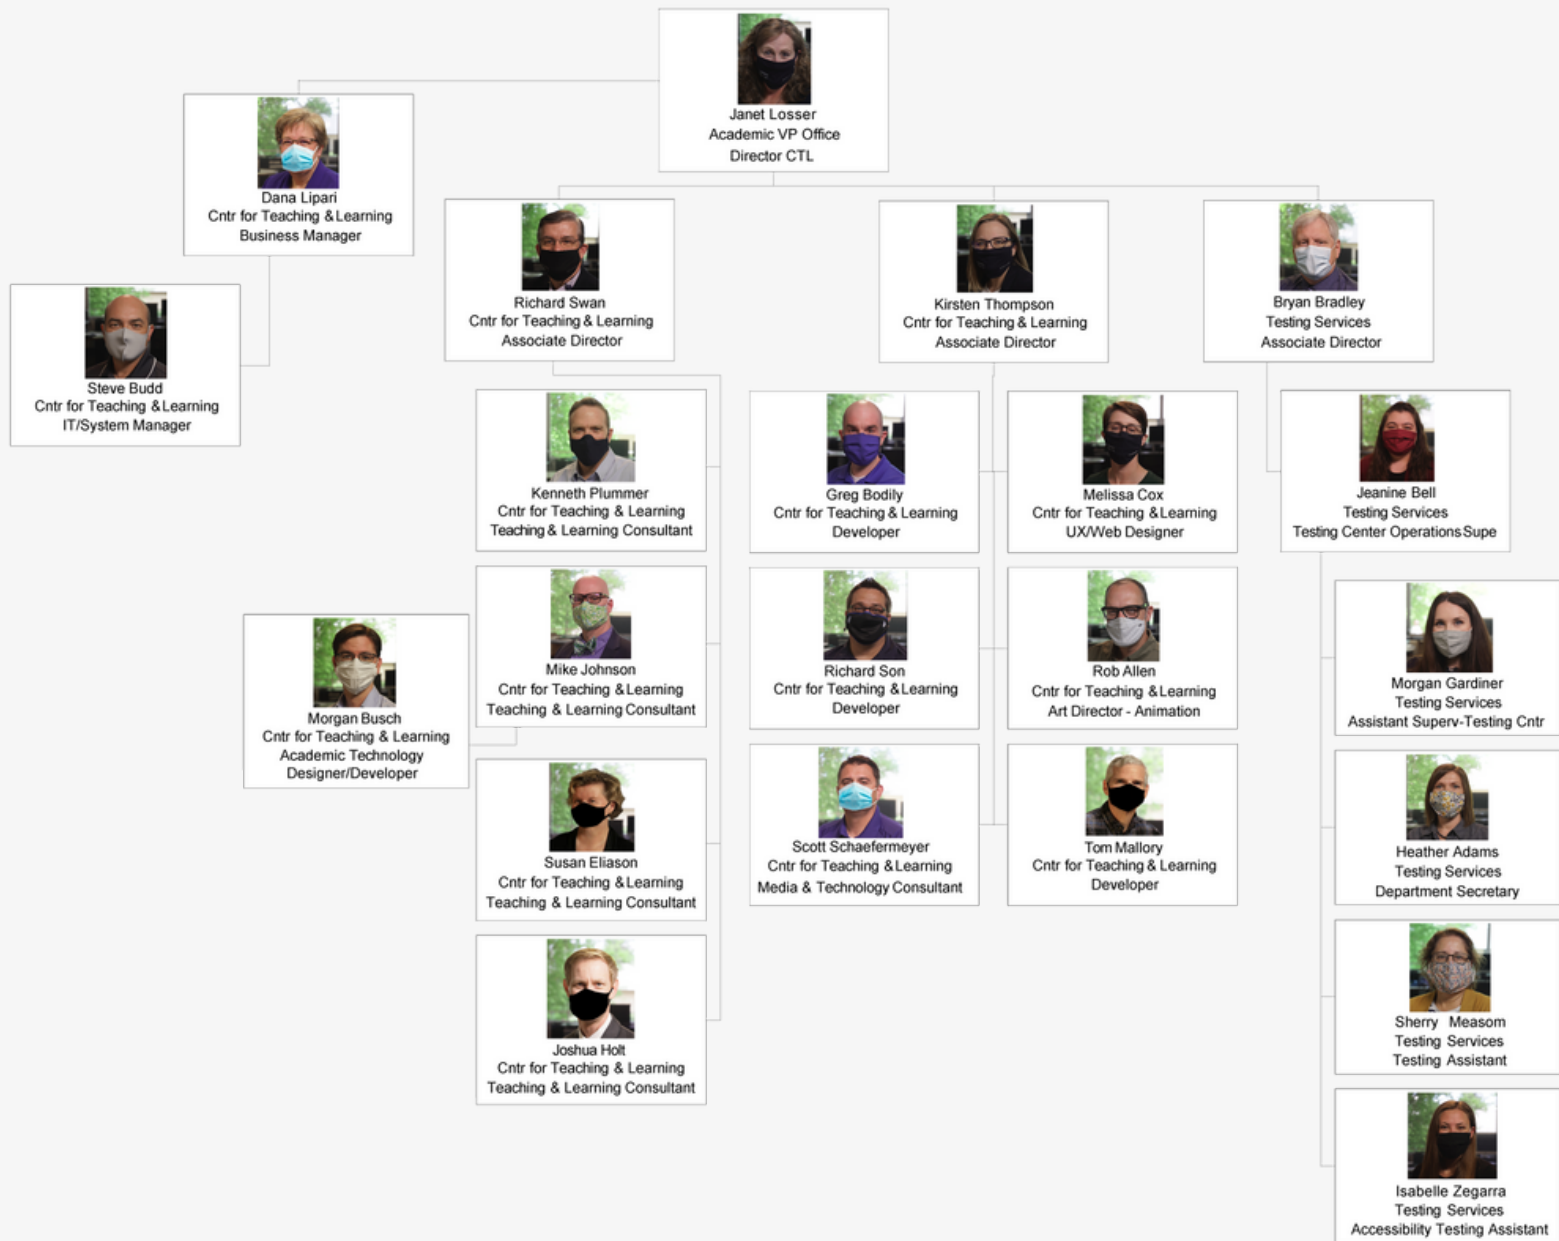 Janet Losser
Academic VP Office
Director CTL
Dana Lipari
Cntr for Teaching & Learning
Business Manager
Steve Budd
Cntr for Teaching & Learning
IT/System Manager
Richard Swan
Cntr for Teaching & Learning
Associate Director
Kirsten Thompson
Cntr for Teaching & Learning
Associate Director
Bryan Bradley
Testing Services
Associate Director
Kenneth Plummer
Cntr for Teaching & Learning
Teaching & Learning Consultant
Mike Johnson
Cntr for Teaching & Learning
Teaching & Learning Consultant
Morgan Busch
Cntr for Teaching & Learning
Academic Technology
Designer/Developer
Susan Eliason
Cntr for Teaching & Learning
Teaching & Learning Consultant
Joshua Holt
Cntr for Teaching & Learning
Teaching & Learning Consultant
Greg Bodily
Cntr for Teaching & Learning
Developer
Melissa Cox
Cntr for Teaching & Learning
UX/Web Designer
Richard Son
Cntr for Teaching & Learning
Developer
Rob Allen
Cntr for Teaching & Learning
Art Director - Animation
Scott Schaefermeyer
Cntr for Teaching & Learning
Media & Technology Consultant
Tom Mallory
Cntr for Teaching & Learning
Developer
Jeanine Bell
Testing Services
Testing Center Operations Supe
Morgan Gardiner
Testing Services
Assistant Superv-Testing Cntr
Heather Adams
Testing Services
Department Secretary
Sherry Measom
Testing Services
Testing Assistant
Isabelle Zegarra
Testing Services
Accessibility Testing Assistant